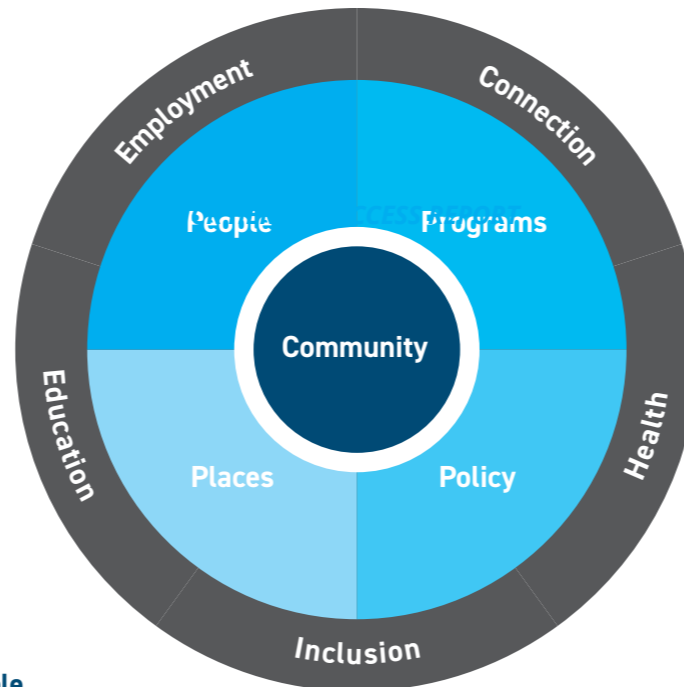 Employment
Connection
People
Programs
Community
Education
Health
Places
Policy
Inclusion